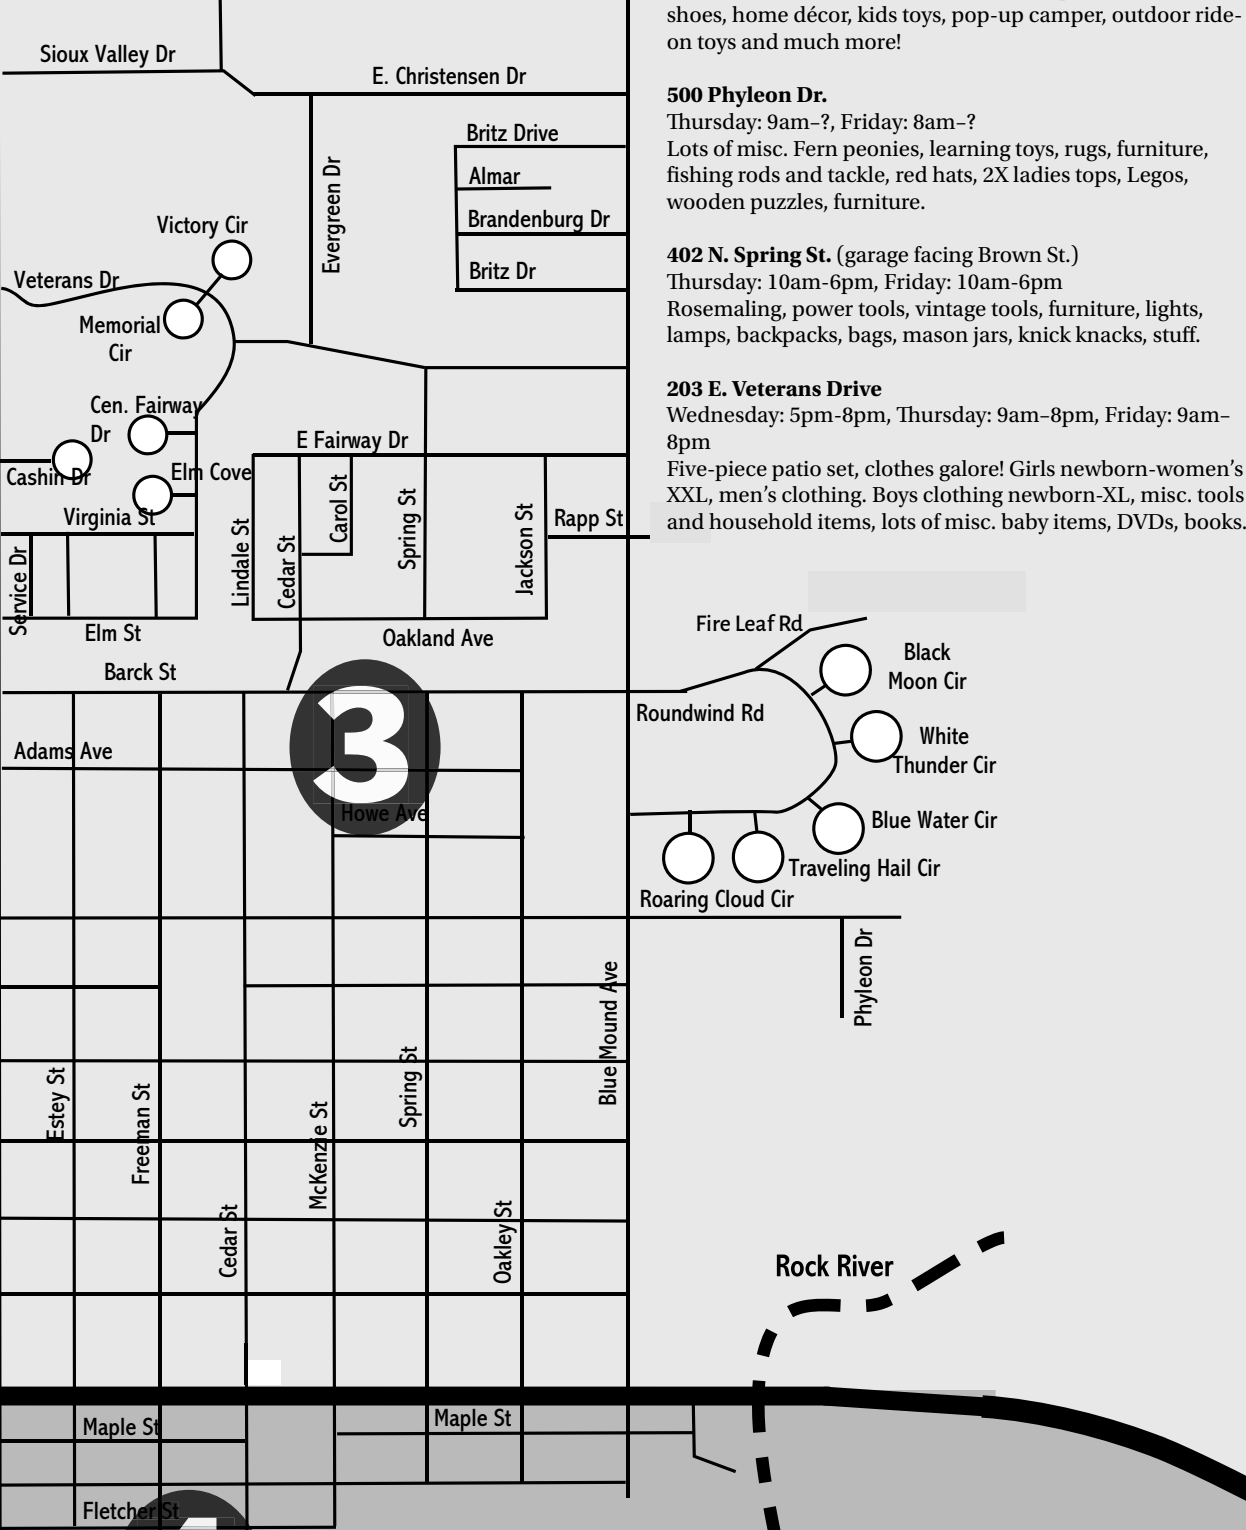 shoes, home décor, kids toys, pop-up camper, outdoor ride-
on toys and much more!
500 Phyleon Dr.
Thursday: 9am–?, Friday: 8am–?
Lots of misc. Fern peonies, learning toys, rugs, furniture,
fishing rods and tackle, red hats, 2X ladies tops, Legos,
wooden puzzles, furniture.
402 N. Spring St. (garage facing Brown St.)
Thursday: 10am-6pm, Friday: 10am-6pm
Rosemaling, power tools, vintage tools, furniture, lights,
lamps, backpacks, bags, mason jars, knick knacks, stuff.
203 E. Veterans Drive
Wednesday: 5pm-8pm, Thursday: 9am–8pm, Friday: 9am–
8pm
Five-piece patio set, clothes galore! Girls newborn-women’s
XXL, men’s clothing. Boys clothing newborn-XL, misc. tools
and household items, lots of misc. baby items, DVDs, books.
Sioux Valley Dr
E. Christensen Dr
Britz Drive
Almar
Brandenburg Dr
Britz Dr
Evergreen Dr
Victory Cir
Veterans Dr
Memorial
Cir
Cen. Fairway
Dr
E Fairway Dr
Cashin Dr
Elm Cove
Virginia St
Service Dr
Lindale St
Cedar St
Carol St
Spring St
Jackson St
Rapp St
Elm St
Oakland Ave
Barck St
Fire Leaf Rd
Black
Moon Cir
Roundwind Rd
White
Thunder Cir
Adams Ave
3
Howe Ave
Blue Water Cir
Traveling Hail Cir
Roaring Cloud Cir
Phyleon Dr
Blue Mound Ave
Estey St
Freeman St
Cedar St
McKenzie St
Spring St
Oakley St
Rock River
Maple St
Maple St
Fletcher St